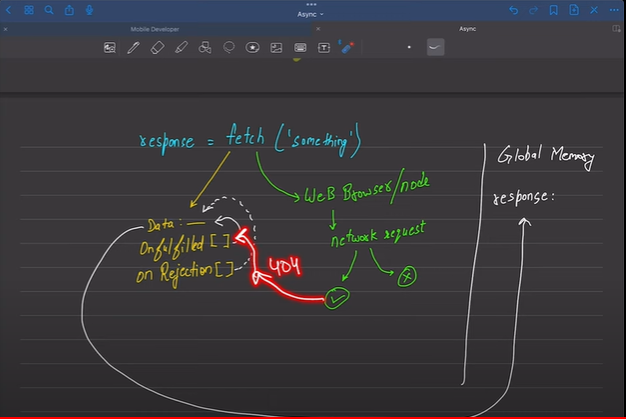 Async
Mobile Developer
Async
response = fetch ('something')
Global Memory
Web Browser/node
response:
Data: —
network request
Onfulfilled [ ]
on Rejection [ ]
404